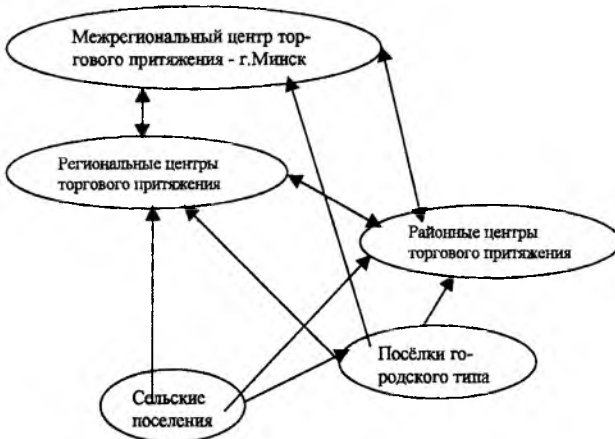 Межрегиональный центр тор-
гового притяжения - г.Минск
Региональные центры
торгового притяжения
Районные центры
торгового притяжения
Посёлки го-
родского типа
Сельские
поселения